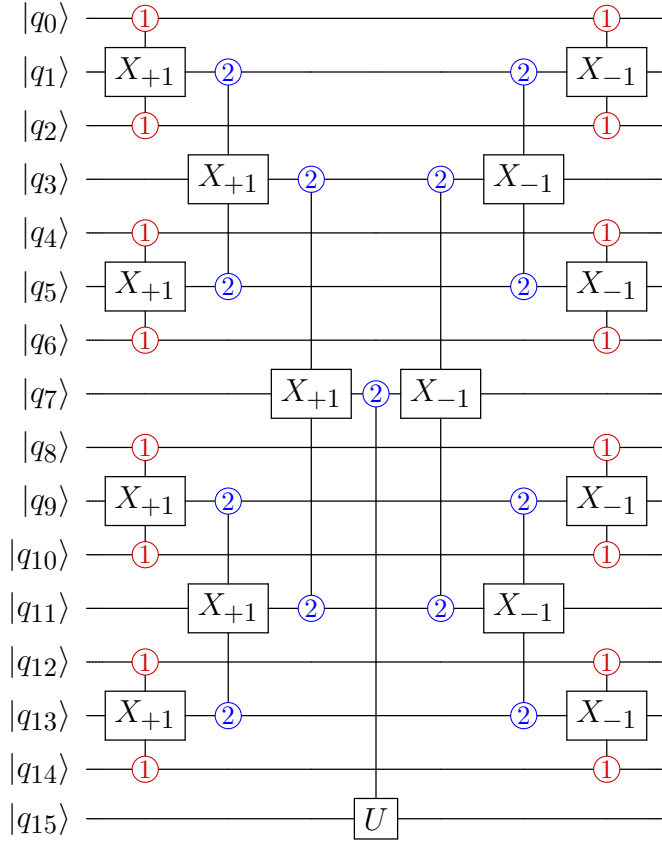 |q0⟩ 1 1
|q1⟩ X+1 2 2 X−1
|q2⟩ 1 1
|q3⟩ X+1 2 2 X−1
|q4⟩ 1 1
|q5⟩ X+1 2 2 X−1
|q6⟩ 1 1
|q7⟩ X+1 2 X−1
|q8⟩ 1 1
|q9⟩ X+1 2 2 X−1
|q10⟩ 1 1
|q11⟩ X+1 2 2 X−1
|q12⟩ 1 1
|q13⟩ X+1 2 2 X−1
|q14⟩ 1 1
|q15⟩ U